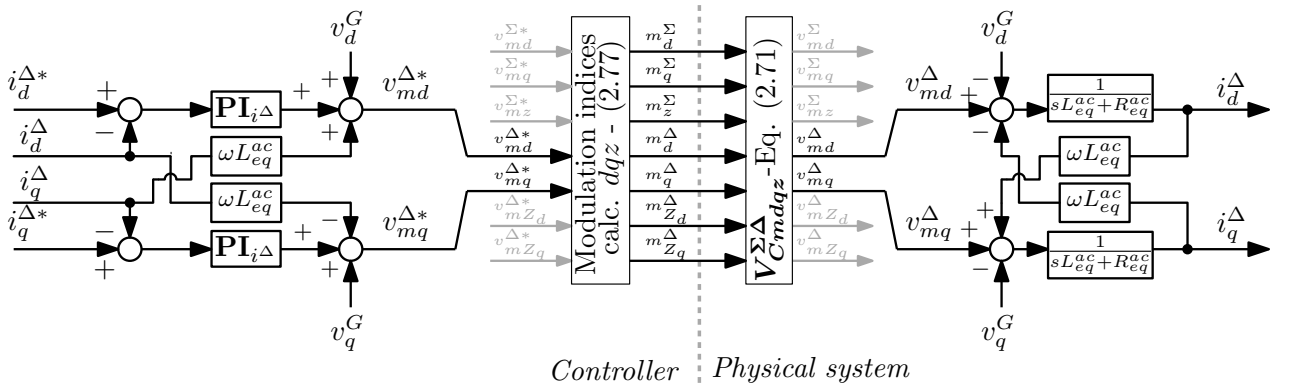 i_d^{Δ*}
+
−
i_d^Δ
i_q^Δ
i_q^{Δ*}
−
+
PI_{i^Δ}
+
ωL_{eq}^{ac}
ωL_{eq}^{ac}
PI_{i^Δ}
+
v_d^G
+
+
−
+
v_q^G
v_{md}^{Δ*}
v_{mq}^{Δ*}
v_{md}^{Σ*}
v_{mq}^{Σ*}
v_{mz}^{Σ*}
v_{md}^{Δ*}
v_{mq}^{Δ*}
v_{mZ_d}^{Δ*}
v_{mZ_q}^{Δ*}
Modulation indices
calc. dqz - (2.77)
m_d^Σ
m_q^Σ
m_z^Σ
m_d^Δ
m_q^Δ
m_{Z_d}^Δ
m_{Z_q}^Δ
V_{Cmdqz}^{ΣΔ}-Eq. (2.71)
v_{md}^Σ
v_{mq}^Σ
v_{mz}^Σ
v_{md}^Δ
v_{mq}^Δ
v_{mZ_d}^Δ
v_{mZ_q}^Δ
v_{md}^Δ
v_{mq}^Δ
v_d^G
−
+
−
+
+
−
v_q^G
1
sL_{eq}^{ac}+R_{eq}^{ac}
ωL_{eq}^{ac}
ωL_{eq}^{ac}
1
sL_{eq}^{ac}+R_{eq}^{ac}
i_d^Δ
i_q^Δ
Controller
Physical system